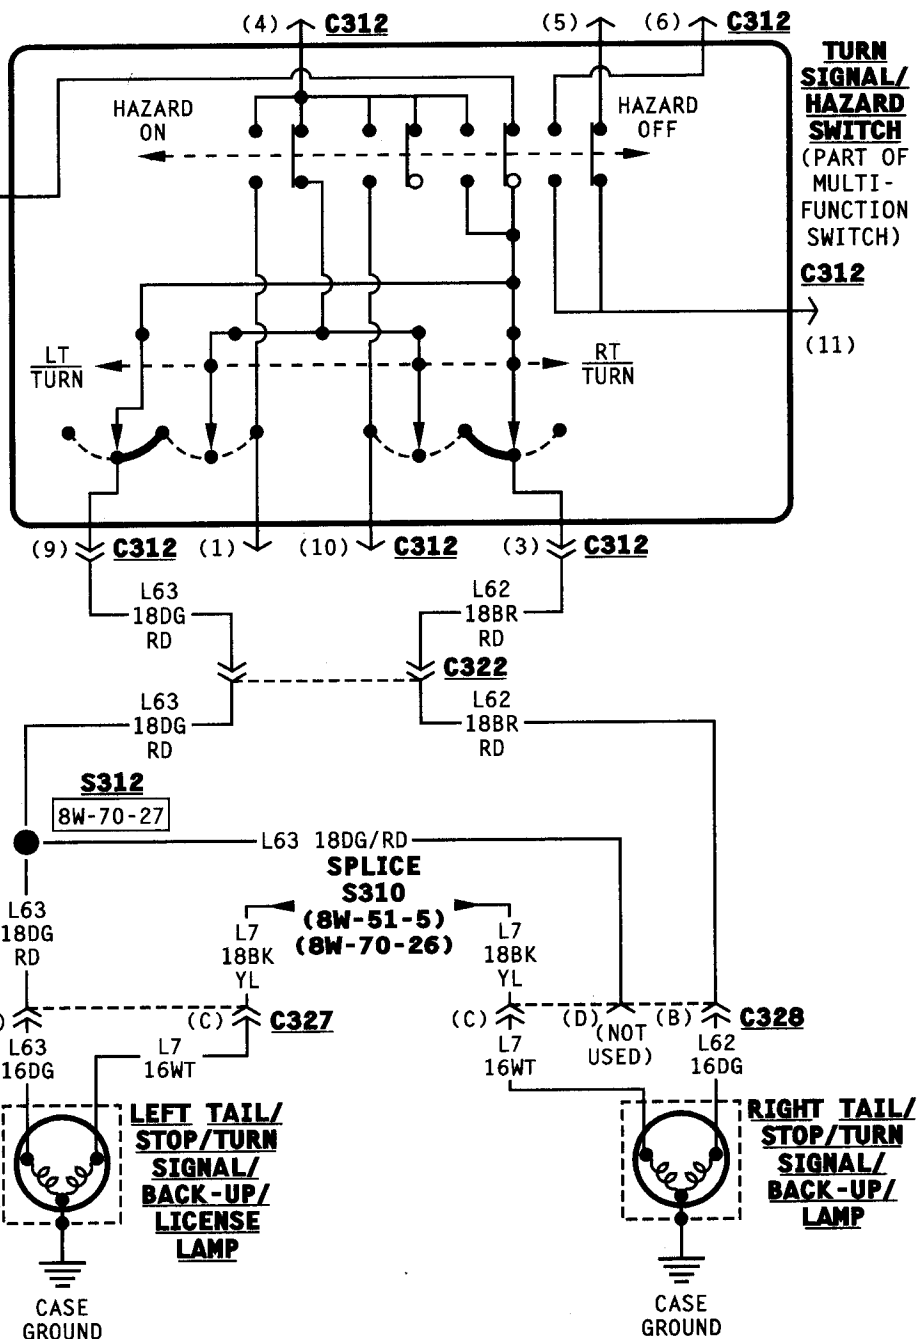 (4) C312
(5)
(6) C312
TURN
SIGNAL/
HAZARD
SWITCH
(PART OF
MULTI-
FUNCTION
SWITCH)
HAZARD
ON
HAZARD
OFF
C312
(11)
LT
TURN
RT
TURN
(9) C312
(1)
(10) C312
(3) C312
L63
18DG
RD
L62
18BR
RD
C322
L63
18DG
RD
L62
18BR
RD
S312
8W-70-27
L63 18DG/RD
SPLICE
S310
(8W-51-5)
(8W-70-26)
L63
18DG
RD
L7
18BK
YL
L7
18BK
YL
)
(C) C327
(C)
(D)
(NOT
USED)
(B) C328
L63
16DG
L7
16WT
L7
16WT
L62
16DG
LEFT TAIL/
STOP/TURN
SIGNAL/
BACK-UP/
LICENSE
LAMP
RIGHT TAIL/
STOP/TURN
SIGNAL/
BACK-UP/
LAMP
CASE
GROUND
CASE
GROUND